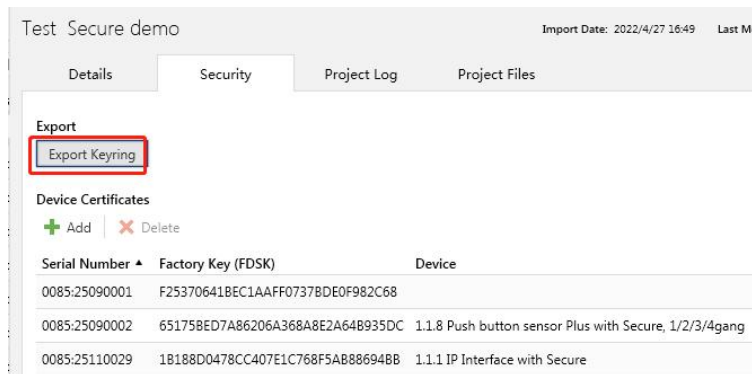 Test Secure demo
Import Date: 2022/4/27 16:49 Last M
Details Security Project Log Project Files
Export
Export Keyring
Device Certificates
Add Delete
Serial Number Factory Key (FDSK) Device
0085:25090001 F25370641BEC1AAFF0737BDE0F982C68
0085:25090002 65175BED7A86206A368A8E2A64B935DC 1.1.8 Push button sensor Plus with Secure, 1/2/3/4gang
0085:25110029 1B188D0478CC407E1C768F5AB88694BB 1.1.1 IP Interface with Secure